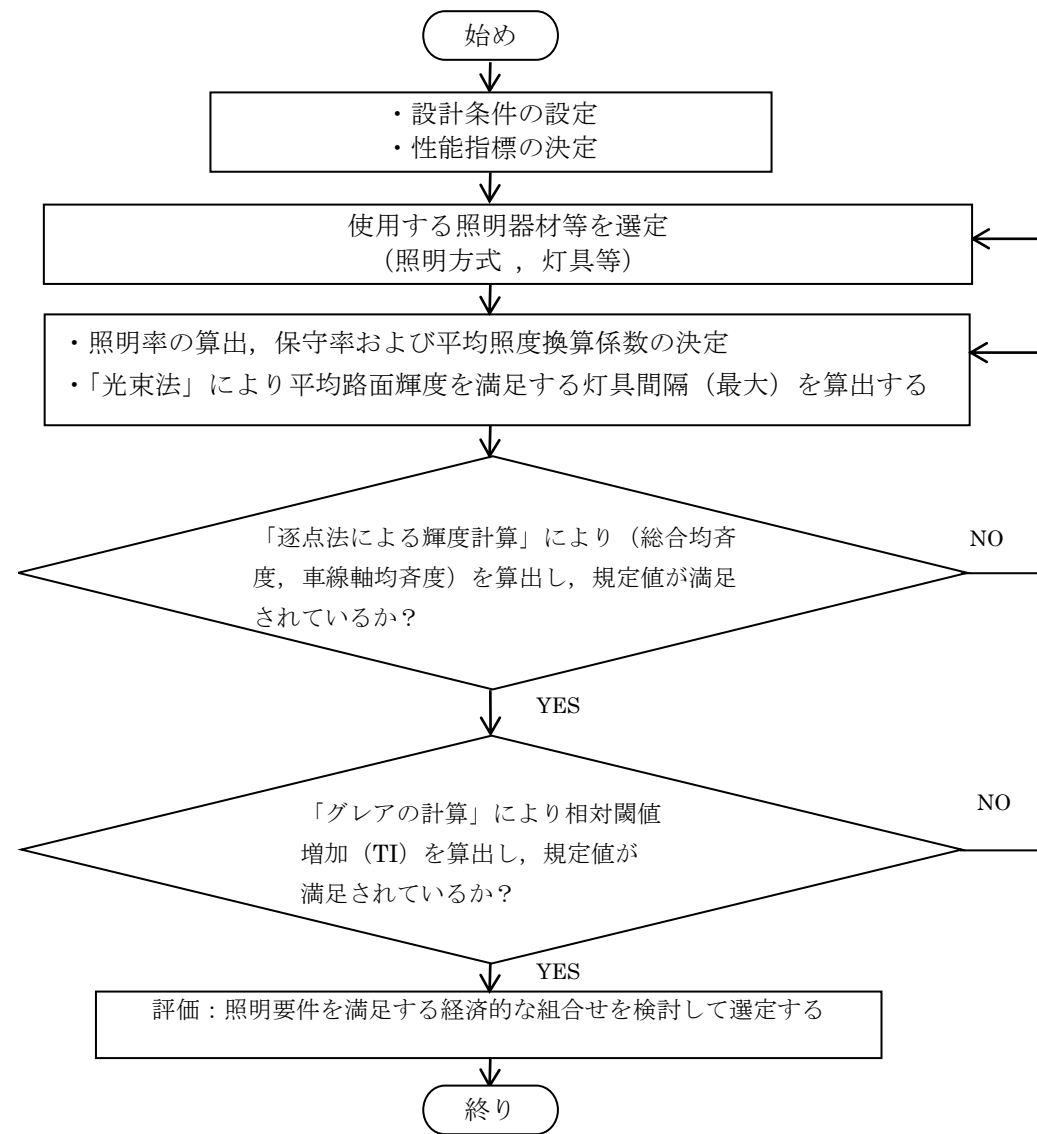 始め
・設計条件の設定
・性能指標の決定
使用する照明器材等を選定
（照明方式 ，灯具等）
・照明率の算出，保守率および平均照度換算係数の決定
・「光束法」により平均路面輝度を満足する灯具間隔（最大）を算出する
「逐点法による輝度計算」により（総合均斉
度，車線軸均斉度）を算出し，規定値が満足
されているか？
NO
YES
「グレアの計算」により相対閾値
増加（TI）を算出し，規定値が
満足されているか？
NO
YES
評価：照明要件を満足する経済的な組合せを検討して選定する
終り